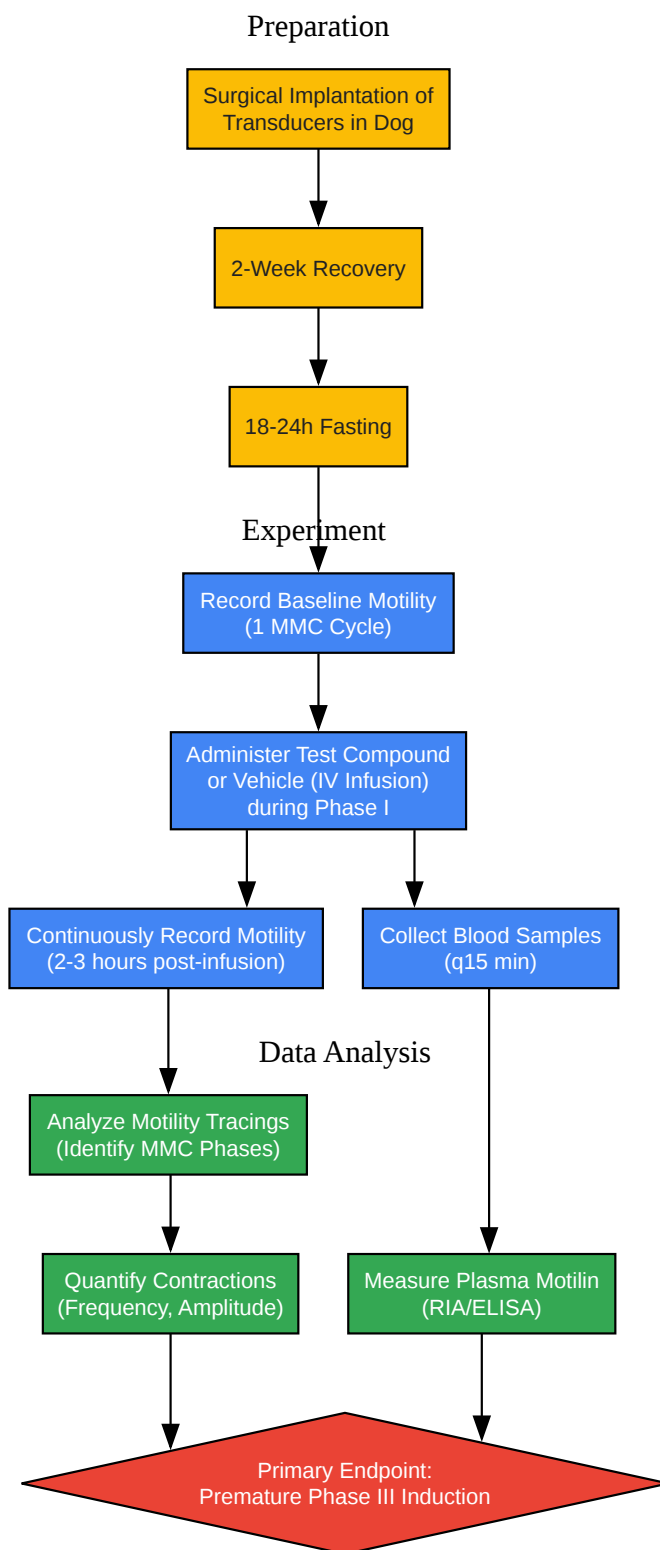 Preparation
Surgical Implantation of
Transducers in Dog
2-Week Recovery
18-24h Fasting
Experiment
Record Baseline Motility
(1 MMC Cycle)
Administer Test Compound
or Vehicle (IV Infusion)
during Phase I
Continuously Record Motility
(2-3 hours post-infusion)
Collect Blood Samples
(q15 min)
Data Analysis
Analyze Motility Tracings
(Identify MMC Phases)
Quantify Contractions
(Frequency, Amplitude)
Measure Plasma Motilin
(RIA/ELISA)
Primary Endpoint:
Premature Phase III Induction